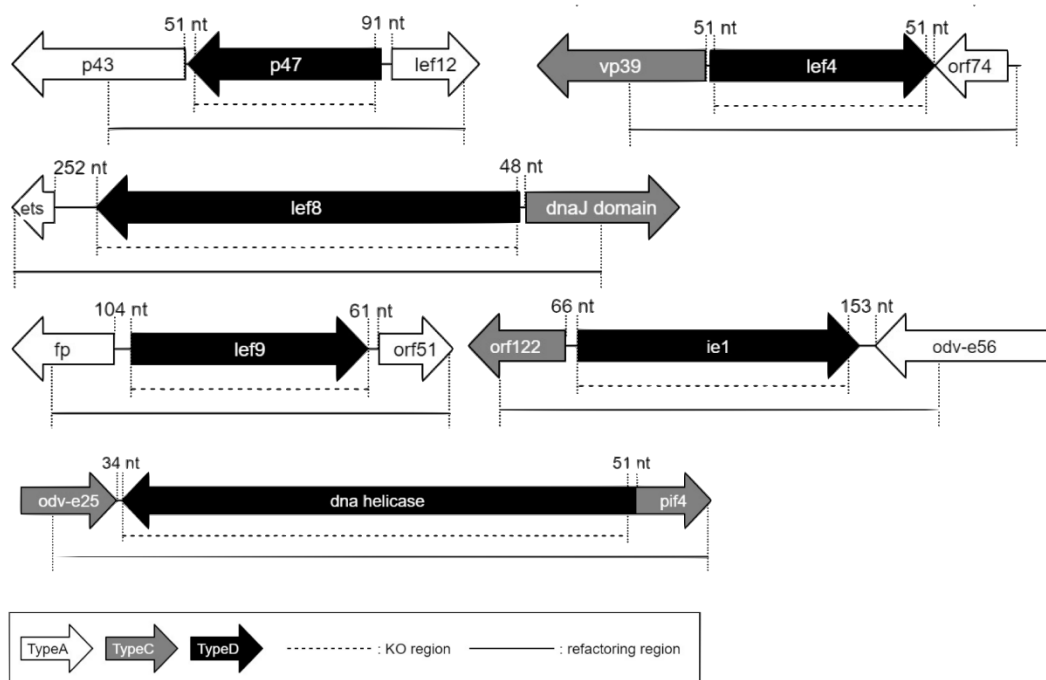 51 nt 91 nt 51 nt 51 nt
p43 p47 lef12 vp39 lef4 orf74
252 nt 48 nt
ets lef8 dnaJ domain
104 nt 61 nt 66 nt 153 nt
fp lef9 orf51 orf122 ie1 odv-e56
34 nt 51 nt
odv-e25 dna helicase pif4
TypeA TypeC TypeD : KO region : refactoring region